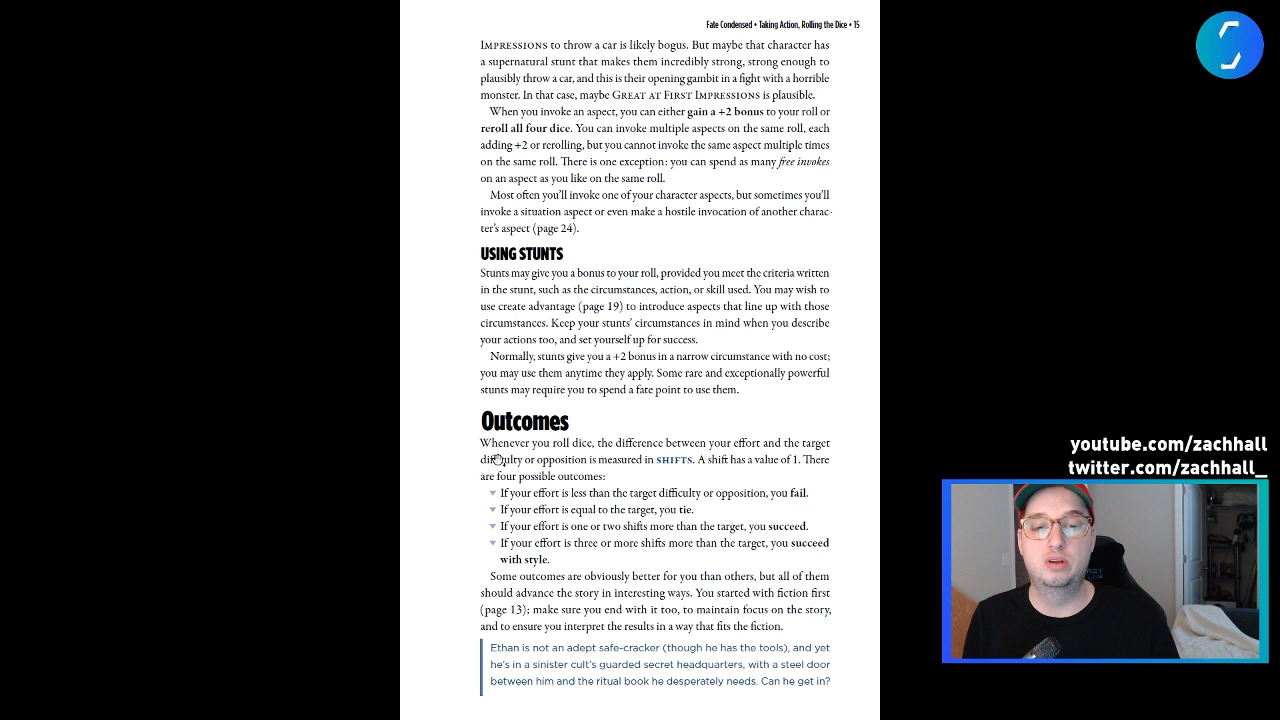 Fate Condensed • Taking Action, Rolling the Dice • 15
Impressions to throw a car is likely bogus. But maybe that character has
a supernatural stunt that makes them incredibly strong, strong enough to
plausibly throw a car, and this is their opening gambit in a fight with a horrible
monster. In that case, maybe Great at First Impressions is plausible.
When you invoke an aspect, you can either gain a +2 bonus to your roll or
reroll all four dice. You can invoke multiple aspects on the same roll, each
adding +2 or rerolling, but you cannot invoke the same aspect multiple times
on the same roll. There is one exception: you can spend as many free invokes
on an aspect as you like on the same roll.
Most often you'll invoke one of your character aspects, but sometimes you'll
invoke a situation aspect or even make a hostile invocation of another charac-
ter's aspect (page 24).
USING STUNTS
Stunts may give you a bonus to your roll, provided you meet the criteria written
in the stunt, such as the circumstances, action, or skill used. You may wish to
use create advantage (page 19) to introduce aspects that line up with those
circumstances. Keep your stunts' circumstances in mind when you describe
your actions too, and set yourself up for success.
Normally, stunts give you a +2 bonus in a narrow circumstance with no cost;
you may use them anytime they apply. Some rare and exceptionally powerful
stunts may require you to spend a fate point to use them.
Outcomes
Whenever you roll dice, the difference between your effort and the target
difficulty or opposition is measured in SHIFTS. A shift has a value of 1. There
are four possible outcomes:
If your effort is less than the target difficulty or opposition, you fail.
If your effort is equal to the target, you tie.
If your effort is one or two shifts more than the target, you succeed.
If your effort is three or more shifts more than the target, you succeed
with style.
Some outcomes are obviously better for you than others, but all of them
should advance the story in interesting ways. You started with fiction first
(page 13); make sure you end with it too, to maintain focus on the story,
and to ensure you interpret the results in a way that fits the fiction.
Ethan is not an adept safe-cracker (though he has the tools), and yet
he's in a sinister cult's guarded secret headquarters, with a steel door
between him and the ritual book he desperately needs. Can he get in?
youtube.com/zachhall
twitter.com/zachhall_